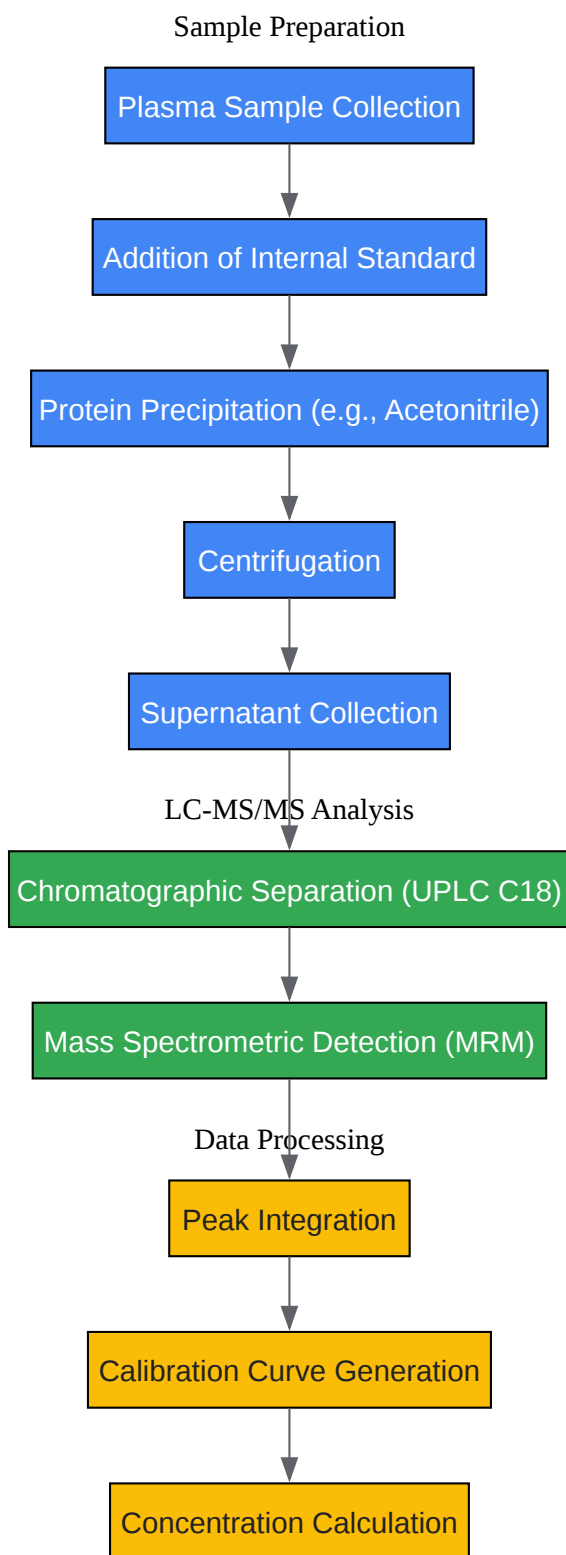 Sample Preparation
Plasma Sample Collection
Addition of Internal Standard
Protein Precipitation (e.g., Acetonitrile)
Centrifugation
Supernatant Collection
LC-MS/MS Analysis
Chromatographic Separation (UPLC C18)
Mass Spectrometric Detection (MRM)
Data Processing
Peak Integration
Calibration Curve Generation
Concentration Calculation